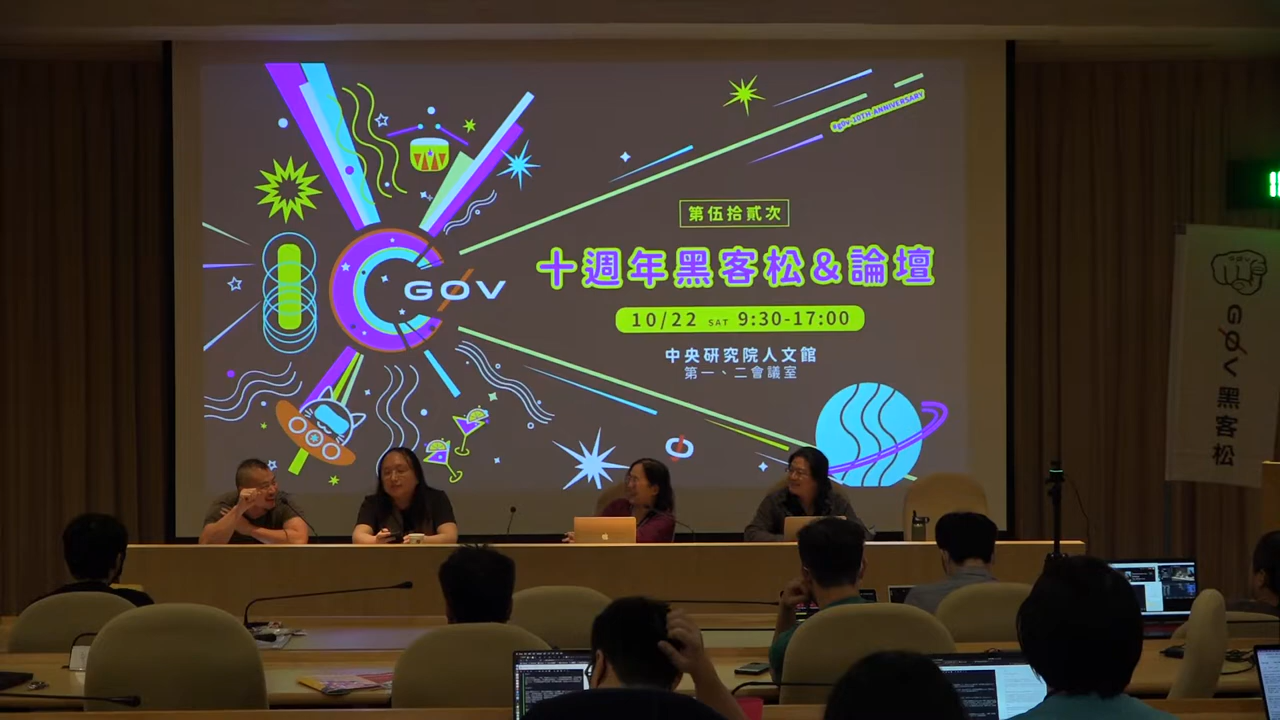 #g0v 10TH ANNIVERSARY
第伍拾貳次
十週年黑客松&論壇
GOV
10/22 SAT 9:30-17:00
中央研究院人文館
第一、二會議室
GOV 黑客松